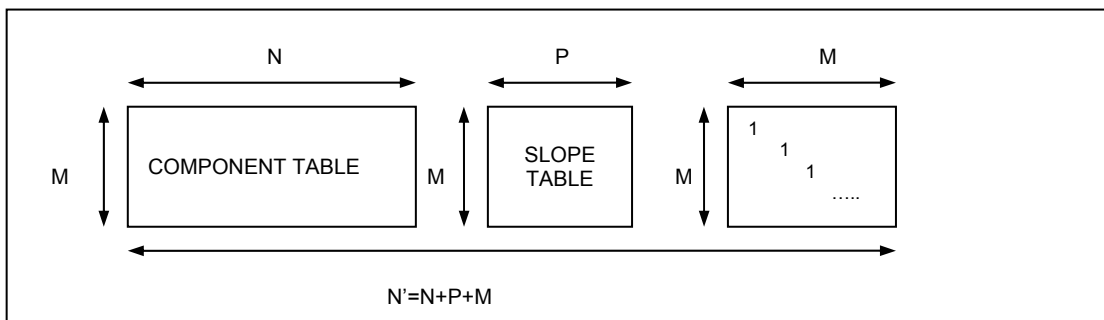 N P M
M COMPONENT TABLE M SLOPE TABLE M 1
1
1
…..
N’=N+P+M